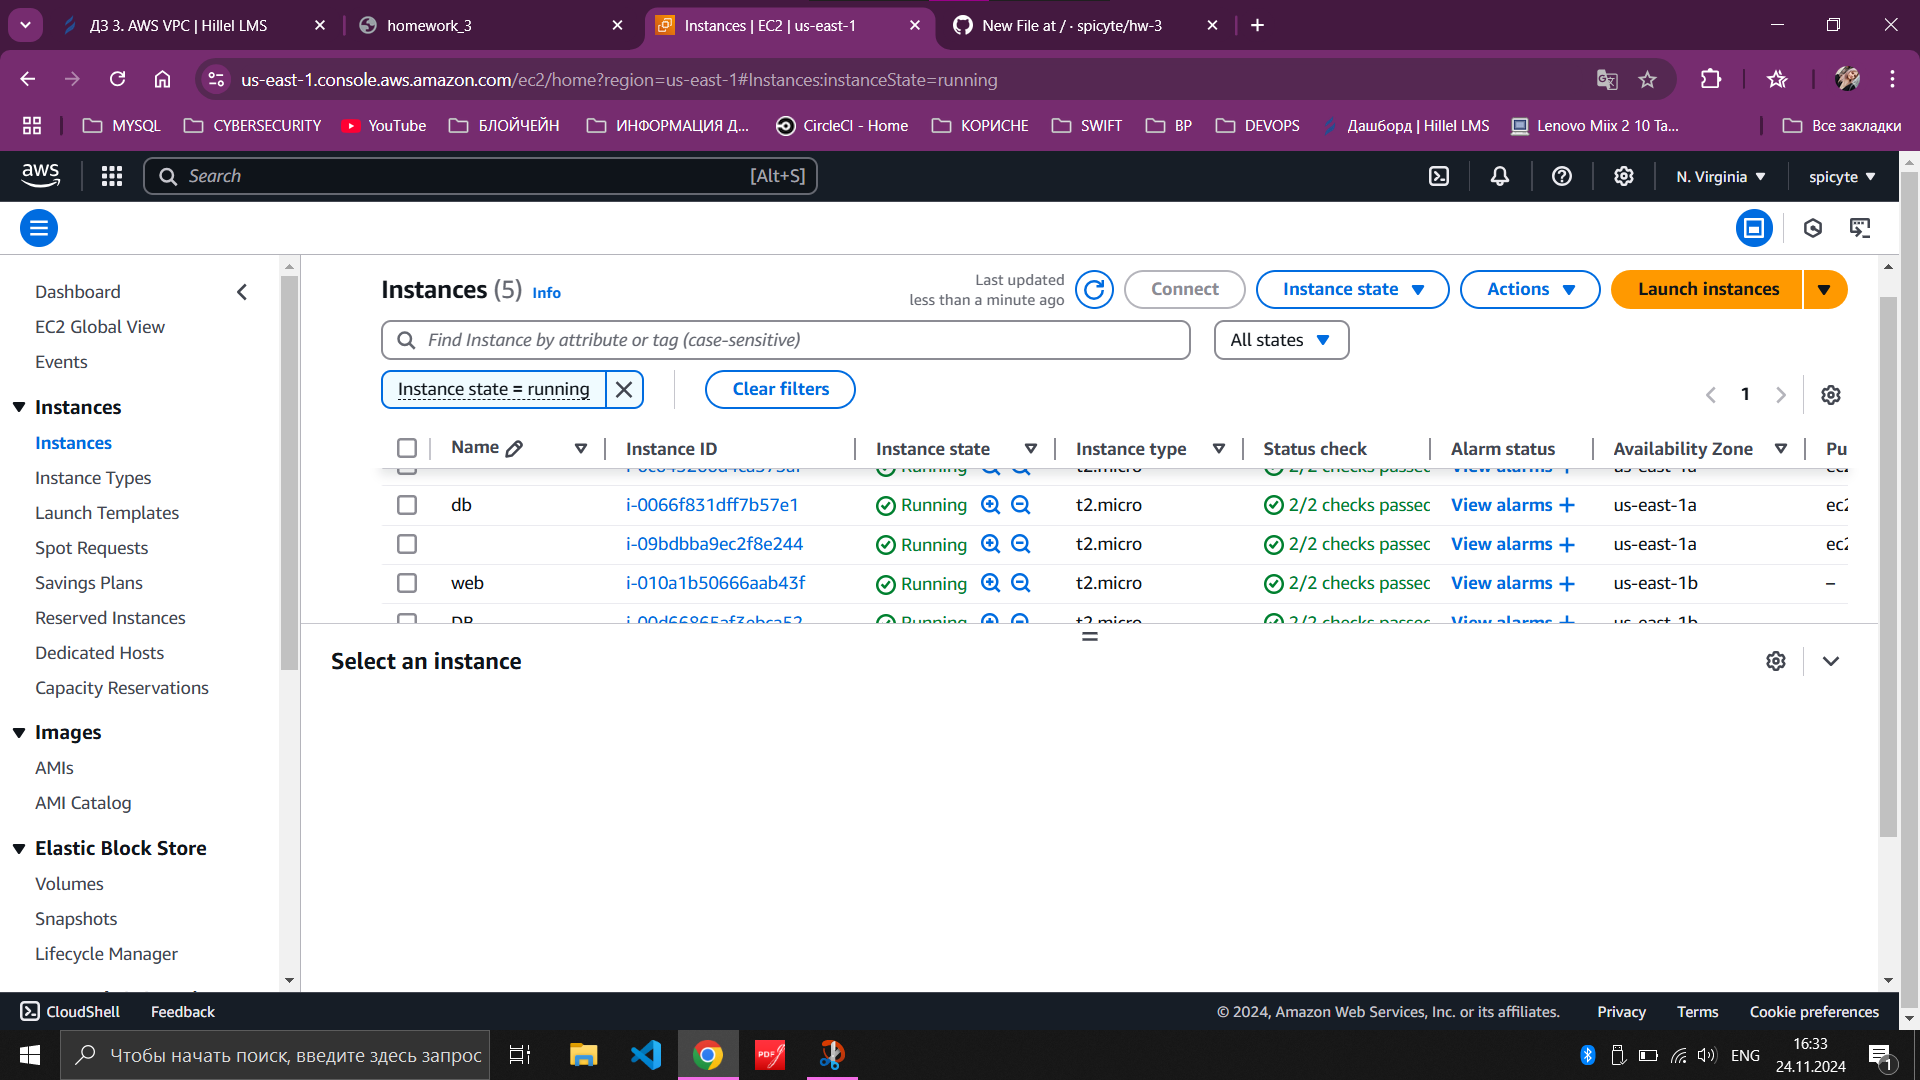 ДЗ 3. AWS VPC | Hillel LMS
homework_3
Instances | EC2 | us-east-1
New File at / · spicyte/hw-3
us-east-1.console.aws.amazon.com/ec2/home?region=us-east-1#Instances:instanceState=running
MYSQL
CYBERSECURITY
YouTube
БЛОЙЧЕЙН
ИНФОРМАЦИЯ Д...
CircleCI - Home
КОРИСНЕ
SWIFT
ВР
DEVOPS
Дашборд | Hillel LMS
Lenovo Miix 2 10 Ta...
Все закладки
aws
Search
[Alt+S]
N. Virginia
spicyte
Dashboard
EC2 Global View
Events
Instances
Instances
Instance Types
Launch Templates
Spot Requests
Savings Plans
Reserved Instances
Dedicated Hosts
Capacity Reservations
Images
AMIs
AMI Catalog
Elastic Block Store
Volumes
Snapshots
Lifecycle Manager
Instances (5) Info
Last updated
less than a minute ago
Connect
Instance state
Actions
Launch instances
Find Instance by attribute or tag (case-sensitive)
All states
Instance state = running
Clear filters
1
Name Instance ID Instance state Instance type Status check Alarm status Availability Zone Pu
Running t2.micro 2/2 checks passec View alarms us-east-1a
db i-0066f831dff7b57e1 Running t2.micro 2/2 checks passec View alarms + us-east-1a ec2
i-09bdbba9ec2f8e244 Running t2.micro 2/2 checks passec View alarms + us-east-1a ec2
web i-010a1b50666aab43f Running t2.micro 2/2 checks passec View alarms + us-east-1b –
DB Running t2.micro 2/2 checks passec View alarms us-east-1b
Select an instance
CloudShell
Feedback
© 2024, Amazon Web Services, Inc. or its affiliates.
Privacy
Terms
Cookie preferences
Чтобы начать поиск, введите здесь запрос
PDF
ENG
16:33
24.11.2024
1